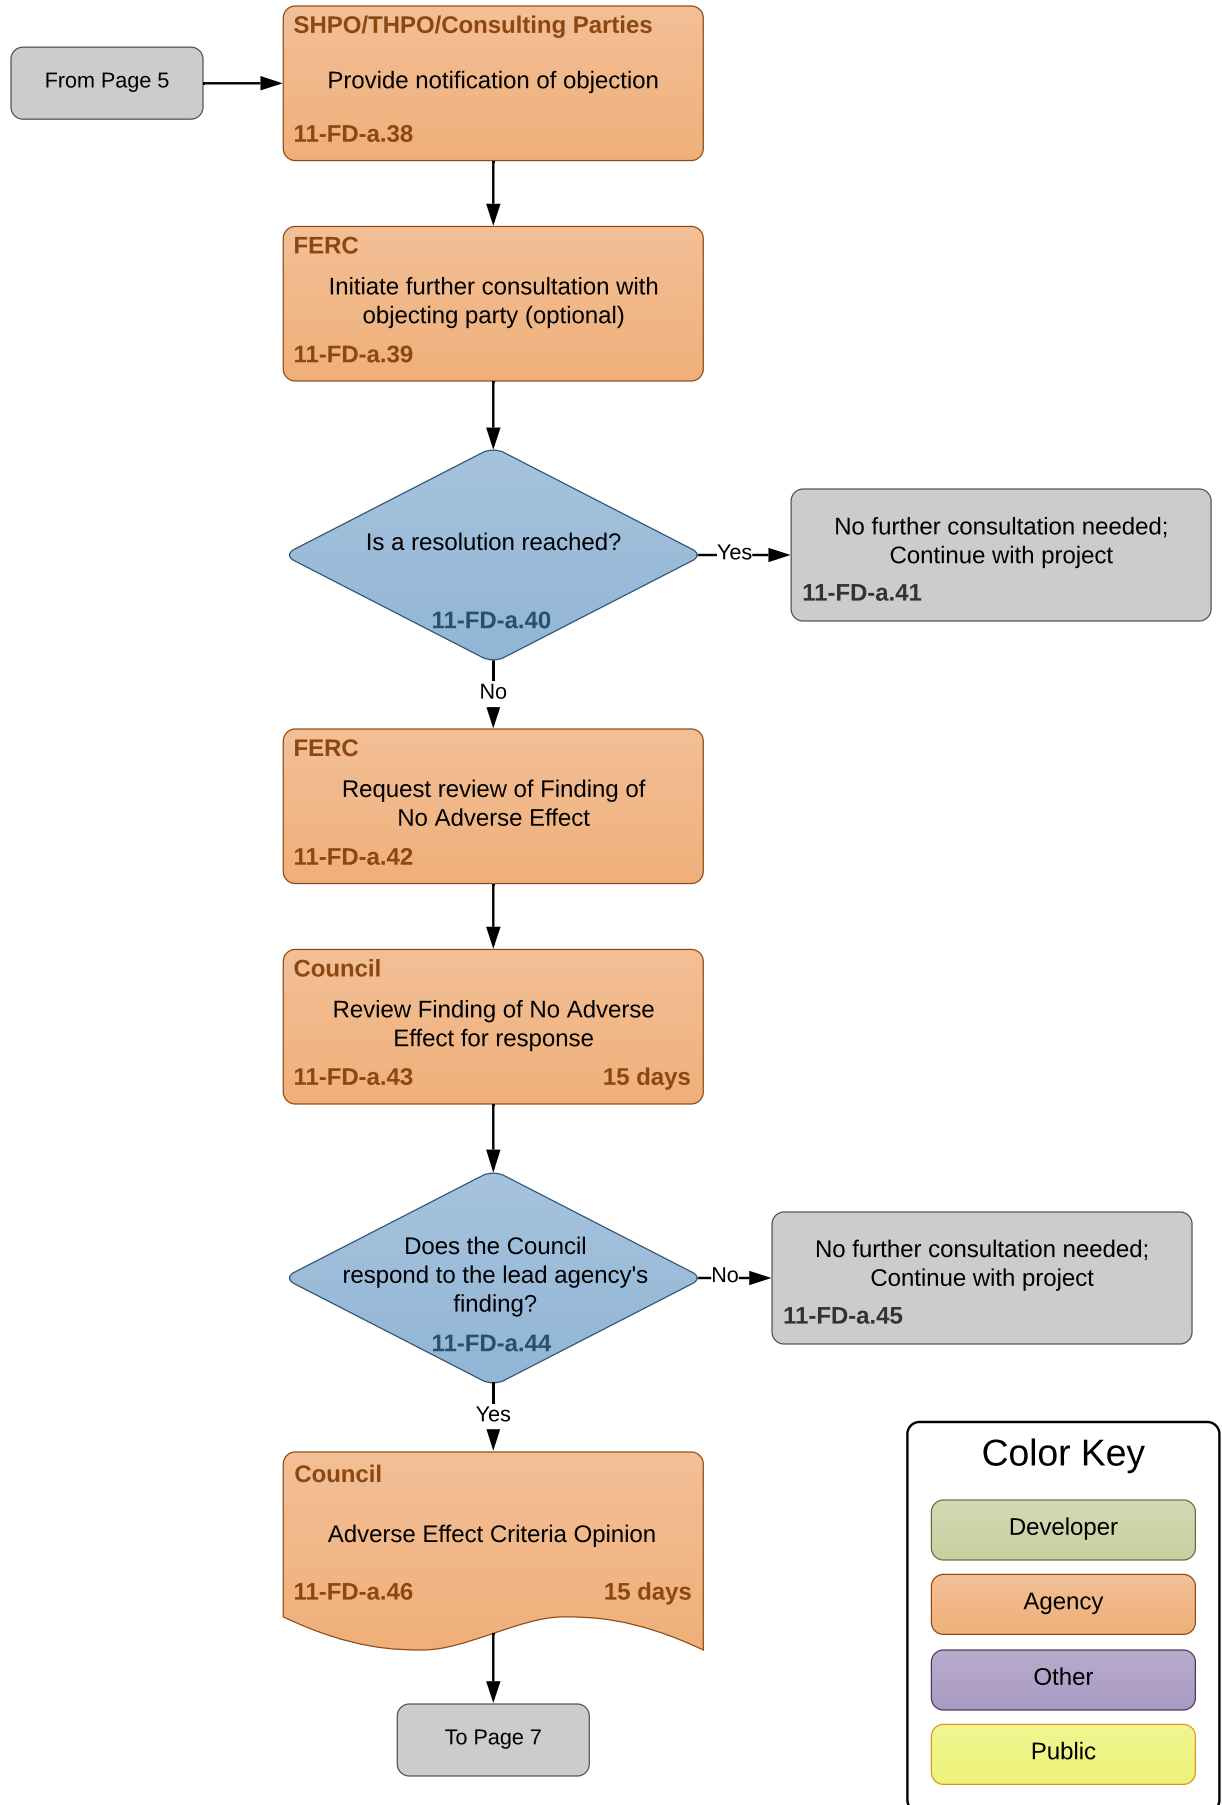 SHPO/THPO/Consulting Parties
From Page 5
Provide notification of objection
11-FD-a.38
FERC
Initiate further consultation with
objecting party (optional)
11-FD-a.39
Is a resolution reached?
11-FD-a.40
Yes
No further consultation needed;
Continue with project
11-FD-a.41
No
FERC
Request review of Finding of
No Adverse Effect
11-FD-a.42
Council
Review Finding of No Adverse
Effect for response
11-FD-a.43 15 days
Does the Council
respond to the lead agency's
finding?
11-FD-a.44
No
No further consultation needed;
Continue with project
11-FD-a.45
Yes
Council
Adverse Effect Criteria Opinion
11-FD-a.46 15 days
To Page 7
Color Key
Developer
Agency
Other
Public